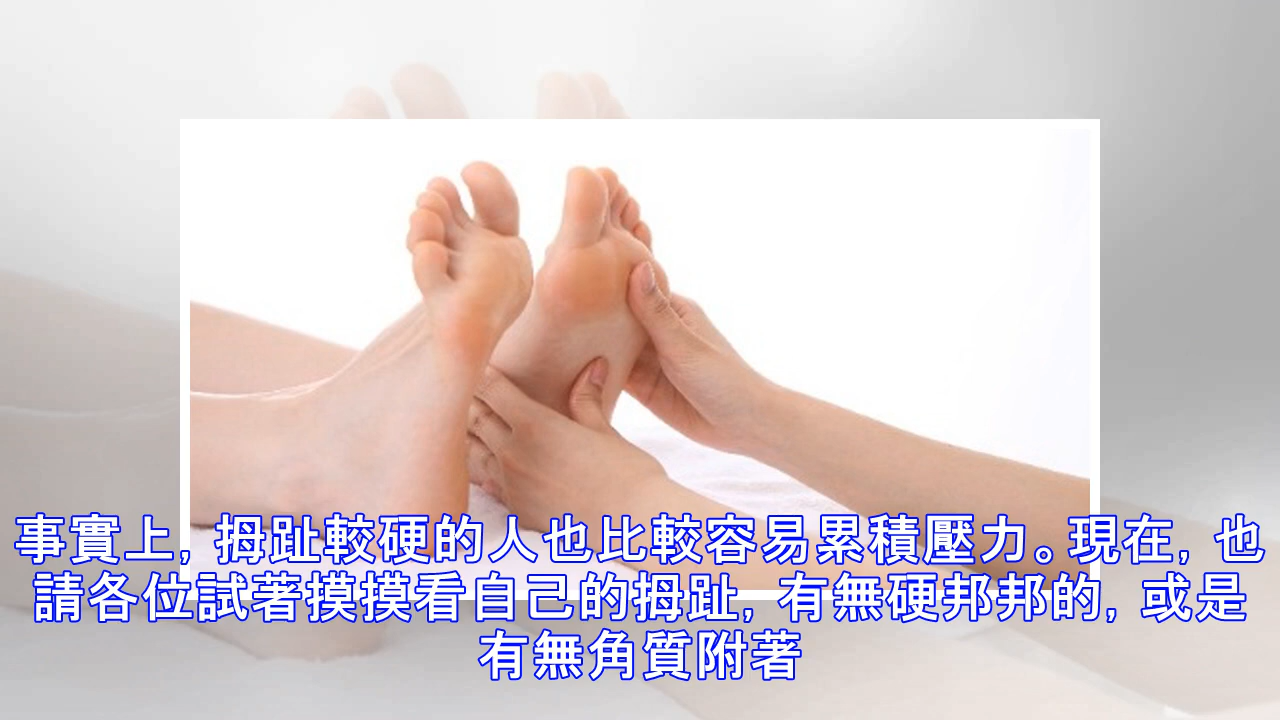 事實上, 拇趾較硬的人也比較容易累積壓力。現在, 也
請各位試著摸摸看自己的拇趾, 有無硬邦邦的, 或是
有無角質附著